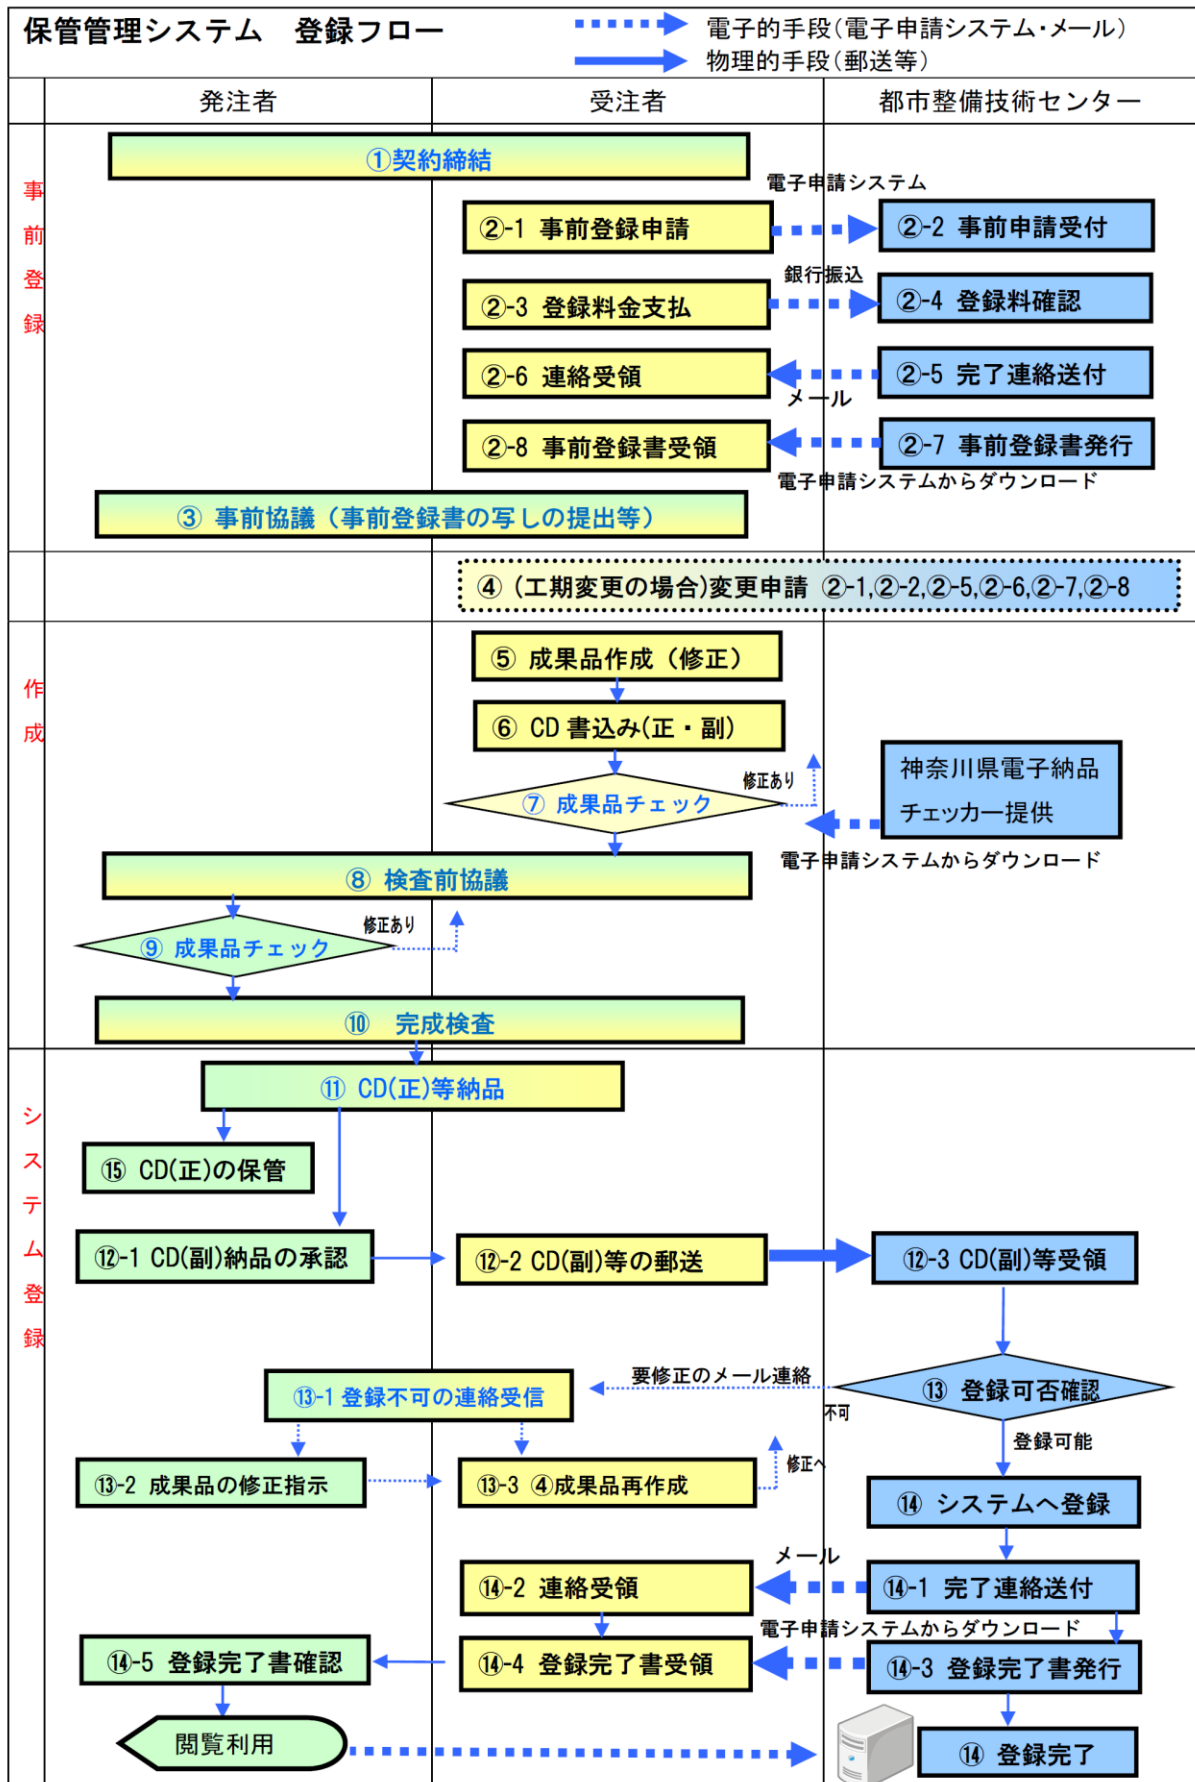 保管管理システム　登録フロー
電子的手段(電子申請システム・メール)
物理的手段(郵送等)
発注者
受注者
都市整備技術センター
事前登録
①契約締結
電子申請システム
②-1 事前登録申請
②-2 事前申請受付
銀行振込
②-3 登録料金支払
②-4 登録料確認
②-6 連絡受領
②-5 完了連絡送付
メール
②-8 事前登録書受領
②-7 事前登録書発行
電子申請システムからダウンロード
③ 事前協議（事前登録書の写しの提出等）
④ (工期変更の場合)変更申請 ②-1,②-2,②-5,②-6,②-7,②-8
作成
⑤ 成果品作成（修正）
⑥ CD 書込み(正・副)
修正あり
⑦ 成果品チェック
神奈川県電子納品
チェッカー提供
電子申請システムからダウンロード
⑧ 検査前協議
修正あり
⑨ 成果品チェック
⑩　完成検査
システム登録
⑪ CD(正)等納品
⑮ CD(正)の保管
⑫-1 CD(副)納品の承認
⑫-2 CD(副)等の郵送
⑫-3 CD(副)等受領
要修正のメール連絡
⑬-1 登録不可の連絡受信
⑬ 登録可否確認
不可
登録可能
⑬-2 成果品の修正指示
⑬-3 ④成果品再作成
修正へ
⑭ システムへ登録
メール
⑭-2 連絡受領
⑭-1 完了連絡送付
電子申請システムからダウンロード
⑭-5 登録完了書確認
⑭-4 登録完了書受領
⑭-3 登録完了書発行
閲覧利用
⑭ 登録完了